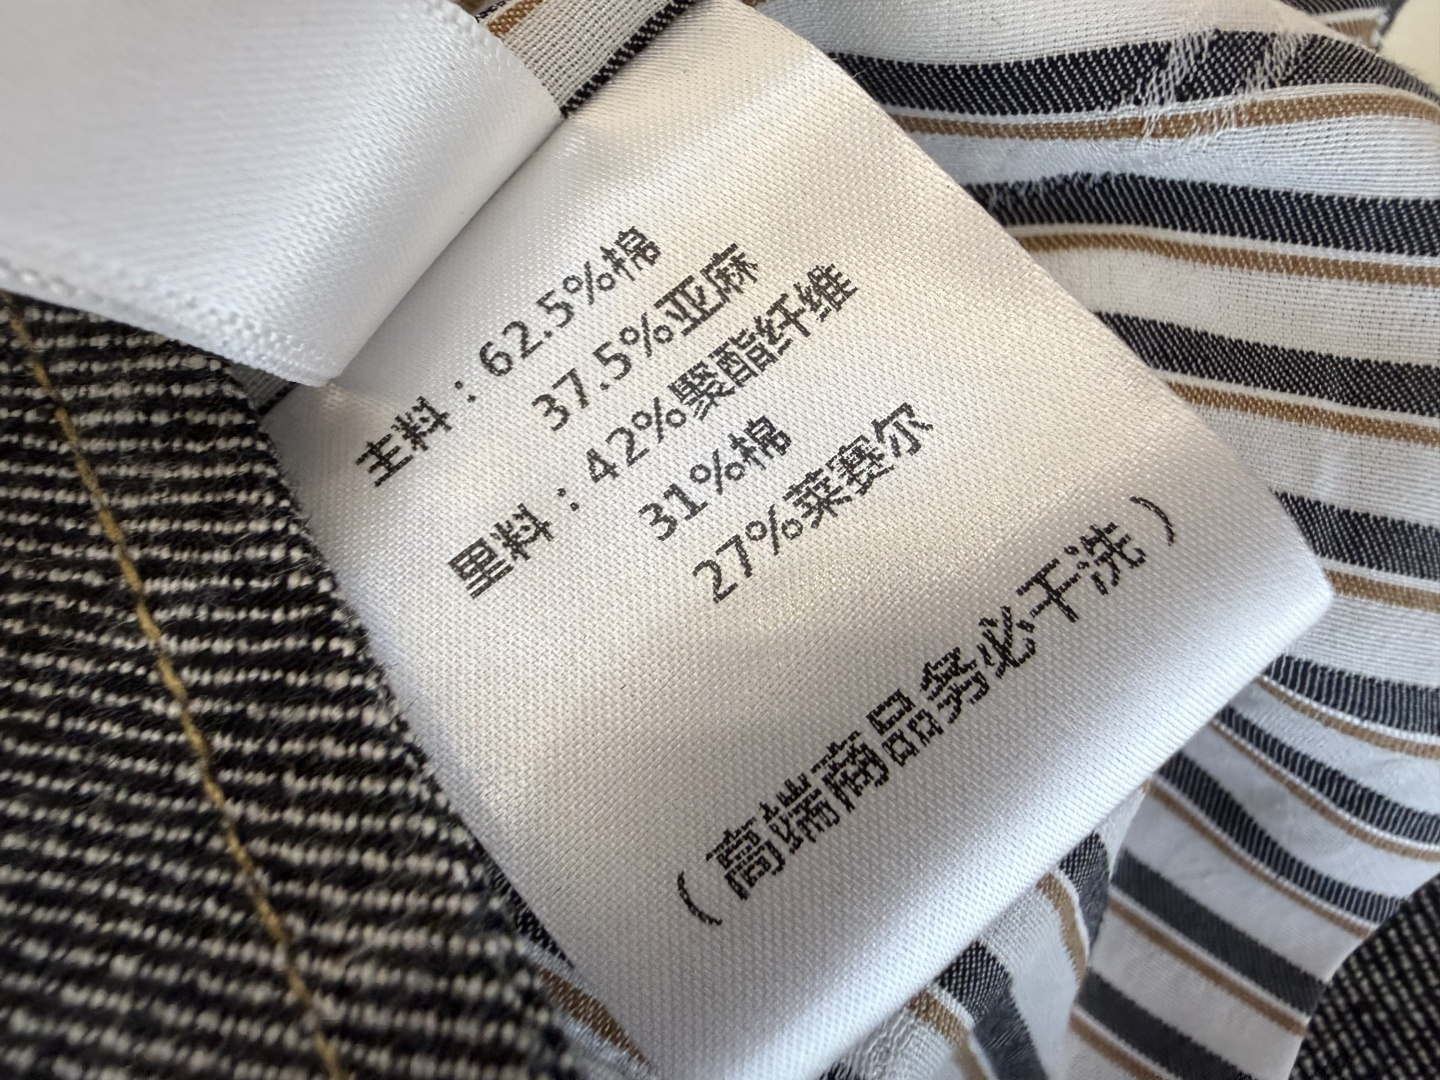 主料：62.5%棉
37.5%亚麻
里料：42%聚酯纤维
31%棉
27%莱赛尔
（高端商品务必干洗）